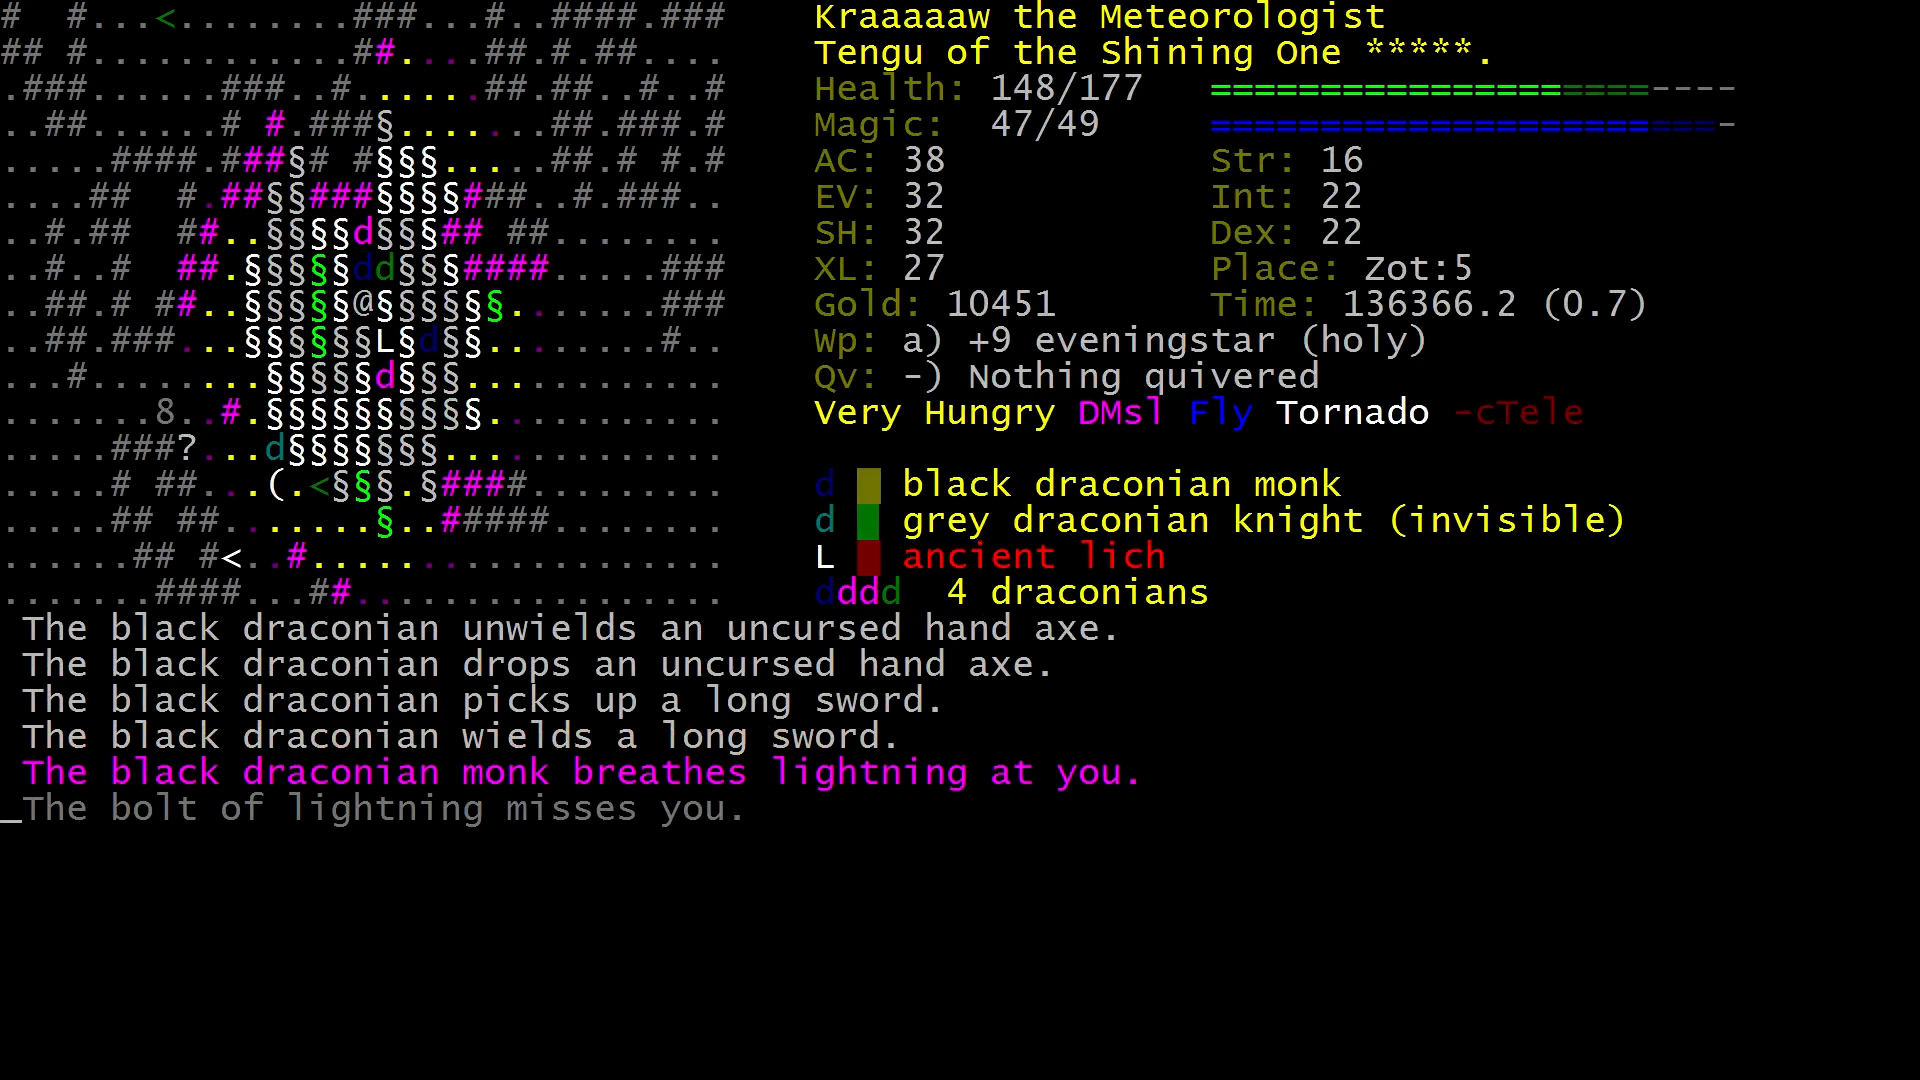 #  #...<........###...#..####.###   Kraaaaaw the Meteorologist
## #............##....##.#.##....   Tengu of the Shining One *****.
.###......###..#......##.##..#..#   Health: 148/177   ====================----
..##......# #.###§.......##.###.#   Magic:  47/49    =======================-
.....####.###§# #§§§.....##.# #.#   AC: 38            Str: 16
....##  #.##§§###§§§§###..#.###..   EV: 32            Int: 22
..#.##  ##..§§§§d§§§## ##........   SH: 32            Dex: 22
..#..#  ##.§§§§§dd§§§####.....###   XL: 27            Place: Zot:5
..##.# ##..§§§§§@§§§§§§.......###   Gold: 10451       Time: 136366.2 (0.7)
..##.###...§§§§§§L§d§§........#..   Wp: a) +9 eveningstar (holy)
...#........§§§§§d§§§............   Qv: -) Nothing quivered
.......8..#.§§§§§§§§§§...........   Very Hungry DMsl Fly Tornado -cTele
.....###?...d§§§§§§§.............
.....# ##...(.<§§§.§####.........   d   black draconian monk
.....## ##.......§..#####........   d   grey draconian knight (invisible)
......## #<..#...................   L   ancient lich
.......####...##.................   dddd  4 draconians
The black draconian unwields an uncursed hand axe.
The black draconian drops an uncursed hand axe.
The black draconian picks up a long sword.
The black draconian wields a long sword.
The black draconian monk breathes lightning at you.
_The bolt of lightning misses you.